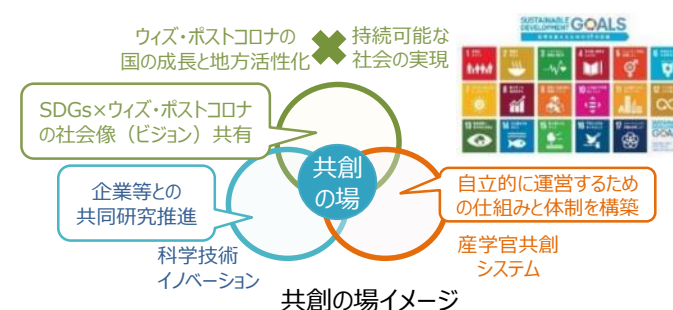 SUSTAINABLE DEVELOPMENT GOALS
ウィズ・ポストコロナの
国の成長と地方活性化
持続可能な
社会の実現
SDGs×ウィズ・ポストコロナ
の社会像（ビジョン）共有
共創
の場
企業等との
共同研究推進
自立的に運営するため
の仕組みと体制を構築
科学技術
イノベーション
産学官共創
システム
共創の場イメージ